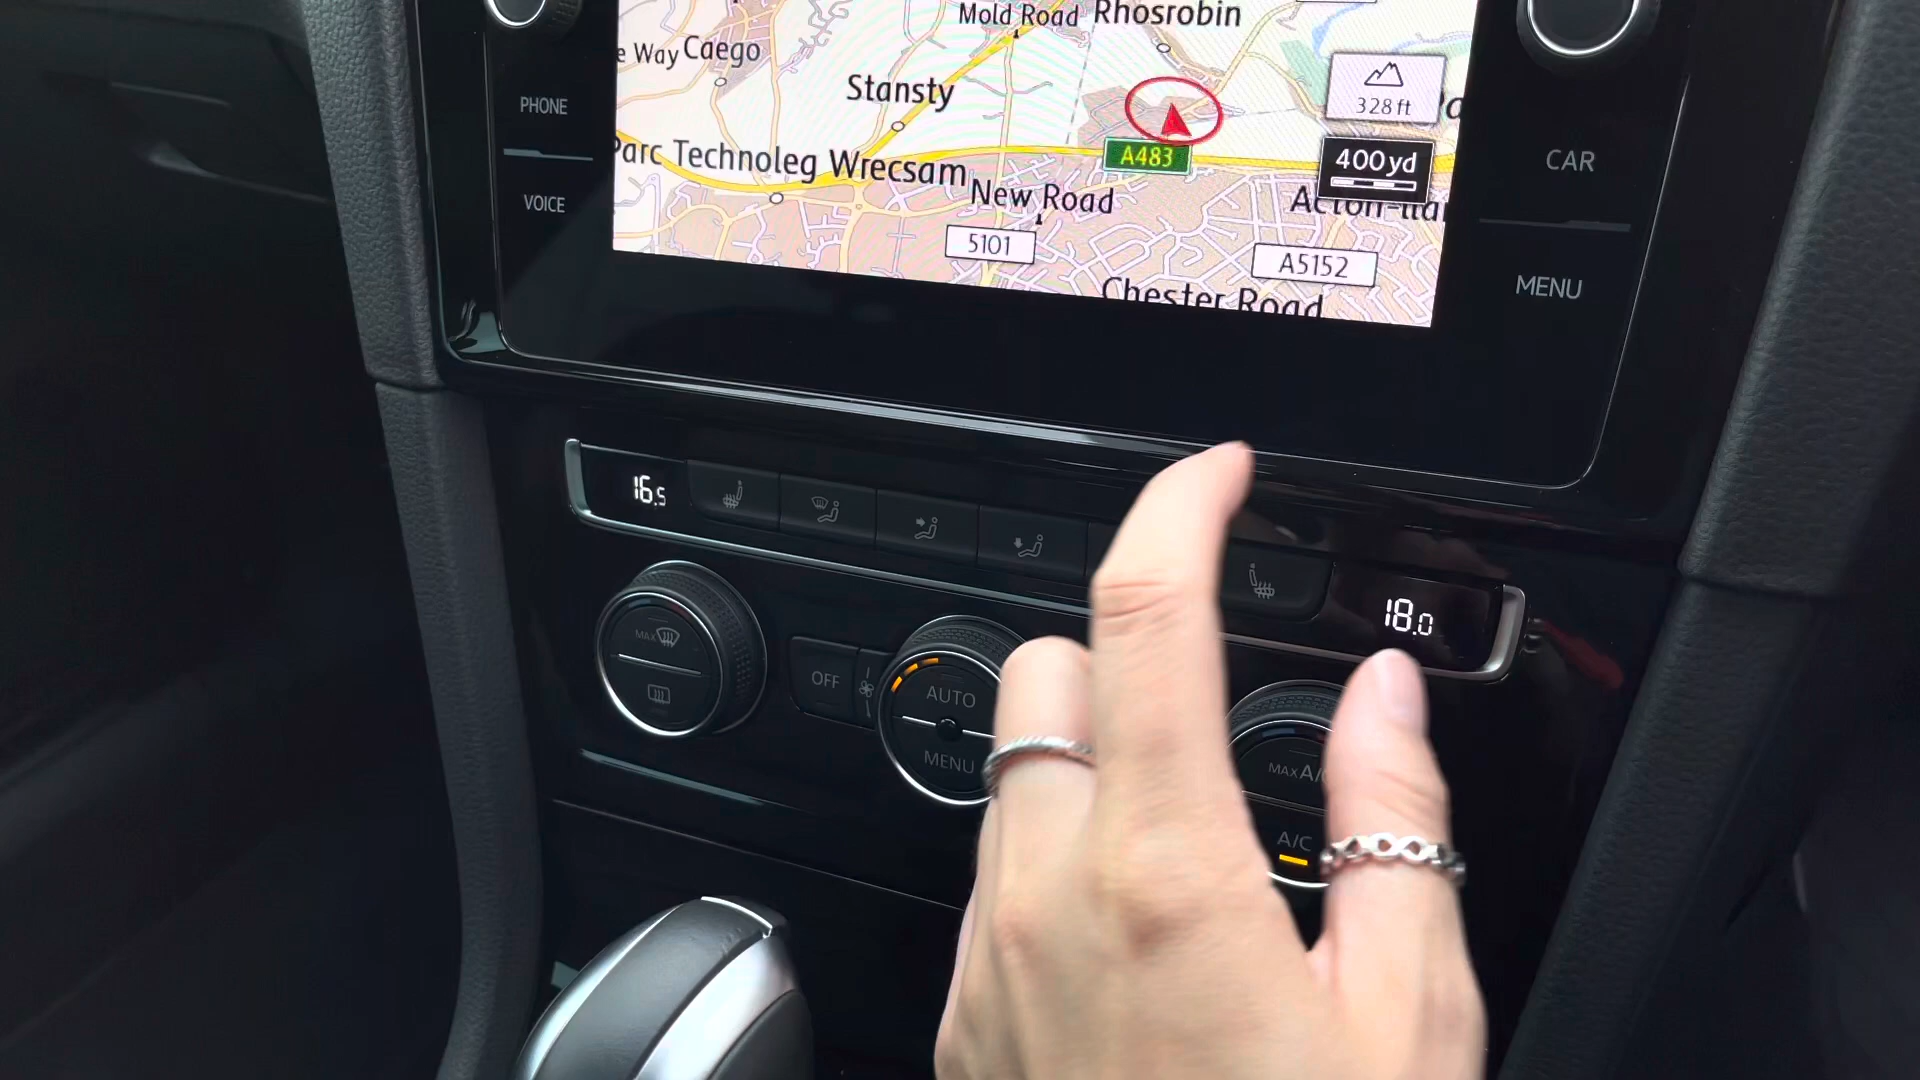 Mold Road
Rhosrobin
e Way
Caego
Stansty
328 ft
PHONE
A483
400yd
CAR
Parc Technoleg Wrecsam
New Road
VOICE
5101
A5152
MENU
Chester Road
16.5
18.0
MAX
OFF
AUTO
MENU
MAX A/C
A/C